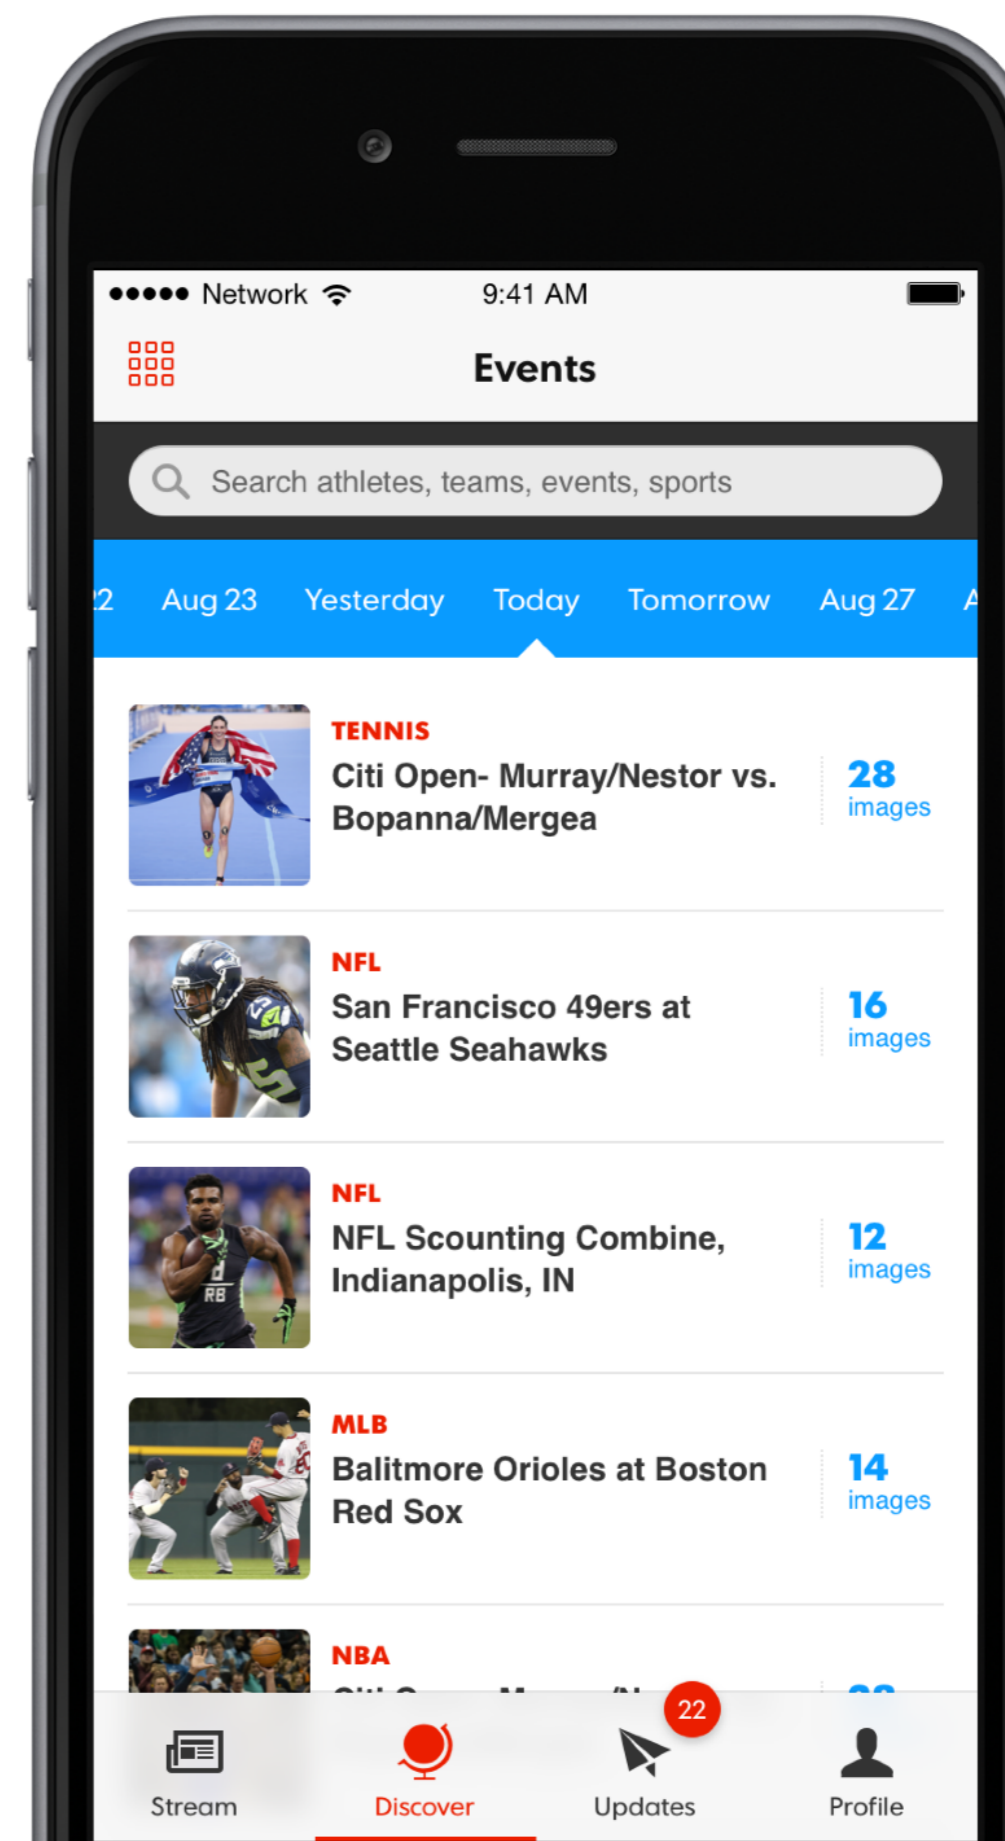 Network
9:41 AM
Events
Search athletes, teams, events, sports
22 Aug 23 Yesterday Today Tomorrow Aug 27 A
TENNIS
Citi Open- Murray/Nestor vs.
Bopanna/Mergea
28
images
NFL
San Francisco 49ers at
Seattle Seahawks
25
16
images
NFL
NFL Scounting Combine,
Indianapolis, IN
RB
12
images
MLB
Balitmore Orioles at Boston
Red Sox
14
images
NBA
22
Stream
Discover
Updates
Profile